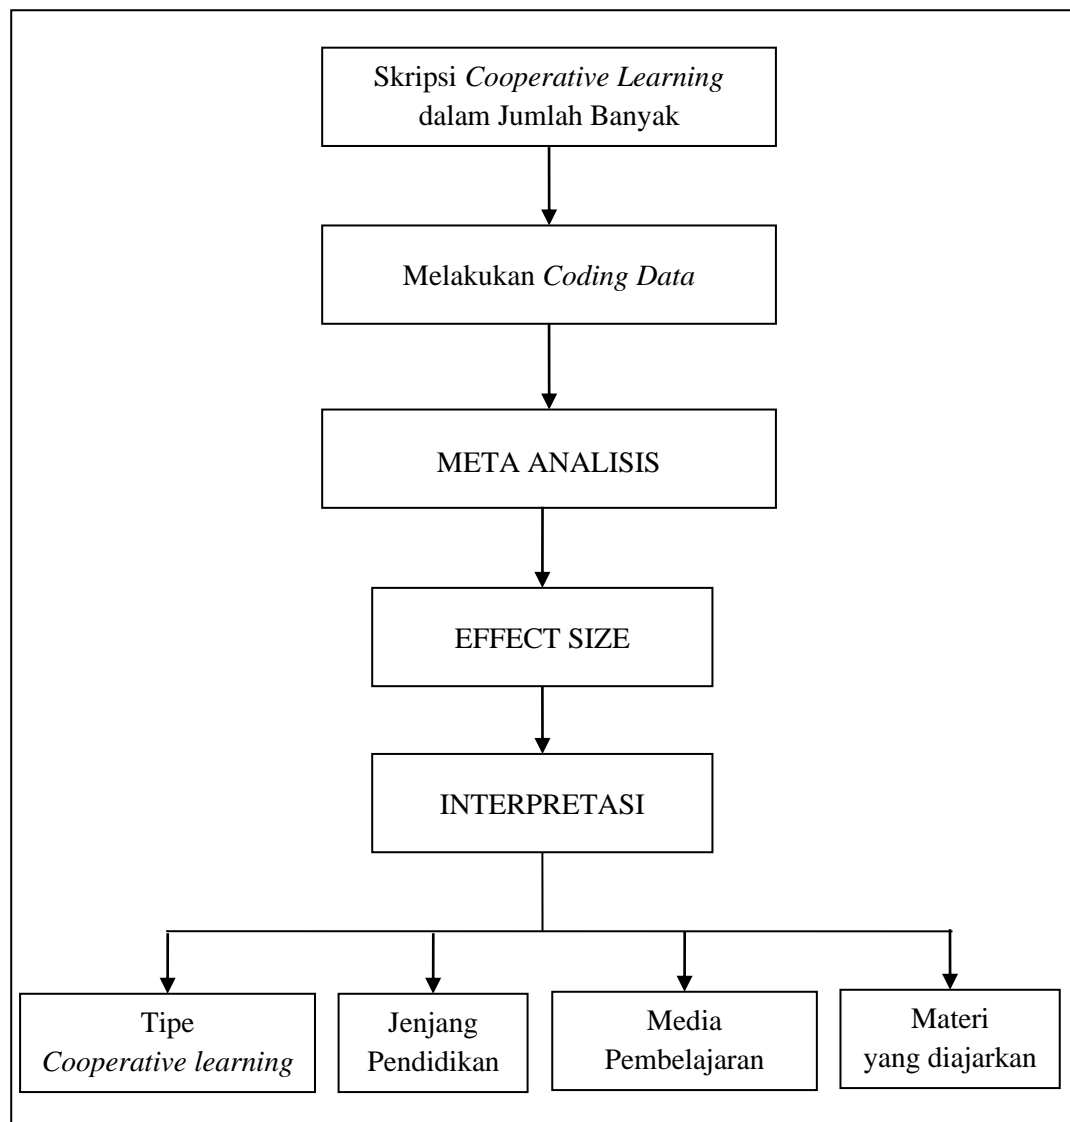 Skripsi Cooperative Learning
dalam Jumlah Banyak
Melakukan Coding Data
META ANALISIS
EFFECT SIZE
INTERPRETASI
Tipe
Cooperative learning
Jenjang
Pendidikan
Media
Pembelajaran
Materi
yang diajarkan